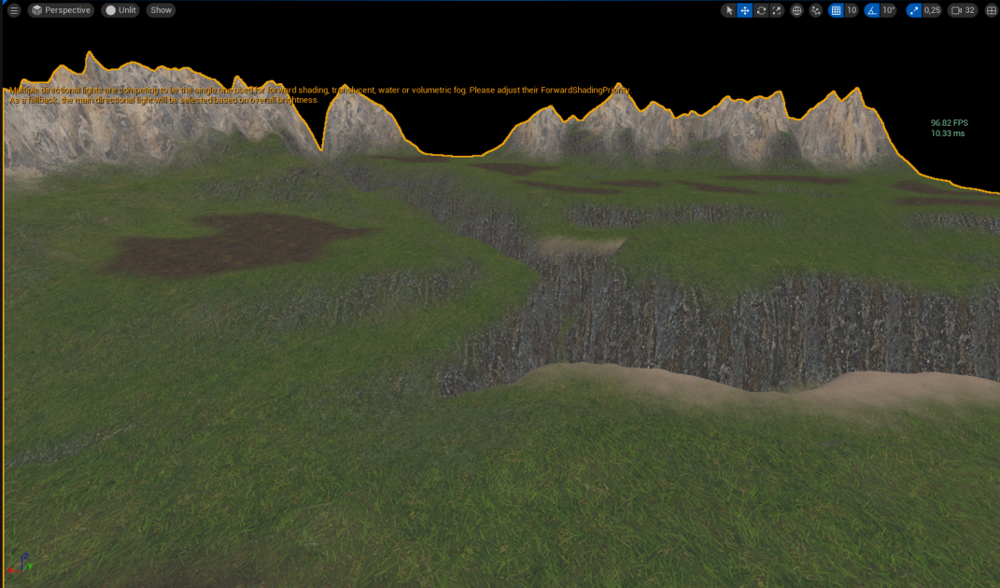 Perspective
Unlit
Show
10
10°
0,25
32
Multiple directional lights are competing to be the single one used for forward shading, translucent, water or volumetric fog. Please adjust their ForwardShadingPriority.
As a fallback, the main directional light will be selected based on overall brightness.
96.82 FPS
10.33 ms
Z
Y